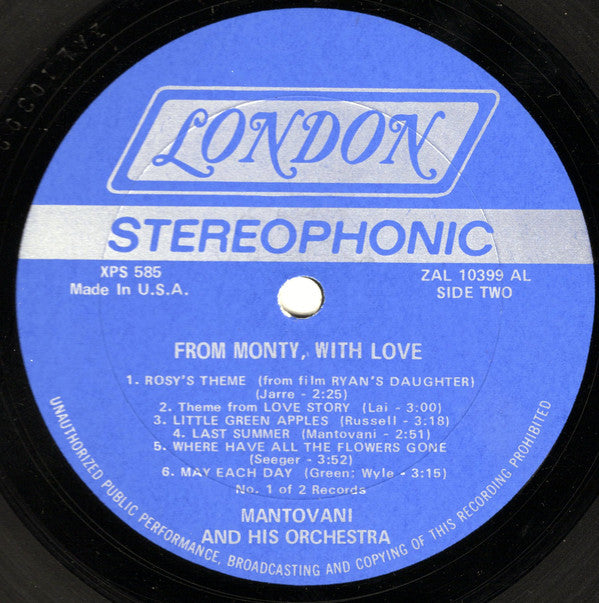 LONDON
STEREOPHONIC
XPS 585
Made In U.S.A.
ZAL 10399 AL
SIDE TWO
FROM MONTY, WITH LOVE
1. ROSY'S THEME (from film RYAN'S DAUGHTER)
(Jarre - 2:25)
2. Theme from LOVE STORY (Lai - 3:00)
3. LITTLE GREEN APPLES (Russell - 3:18)
4. LAST SUMMER (Mantovani - 2:51)
5. WHERE HAVE ALL THE FLOWERS GONE
(Seeger - 3:52)
6. MAY EACH DAY (Green; Wyle - 3:15)
No. 1 of 2 Records
MANTOVANI
AND HIS ORCHESTRA
UNAUTHORIZED PUBLIC PERFORMANCE, BROADCASTING AND COPYING OF THIS RECORDING PROHIBITED